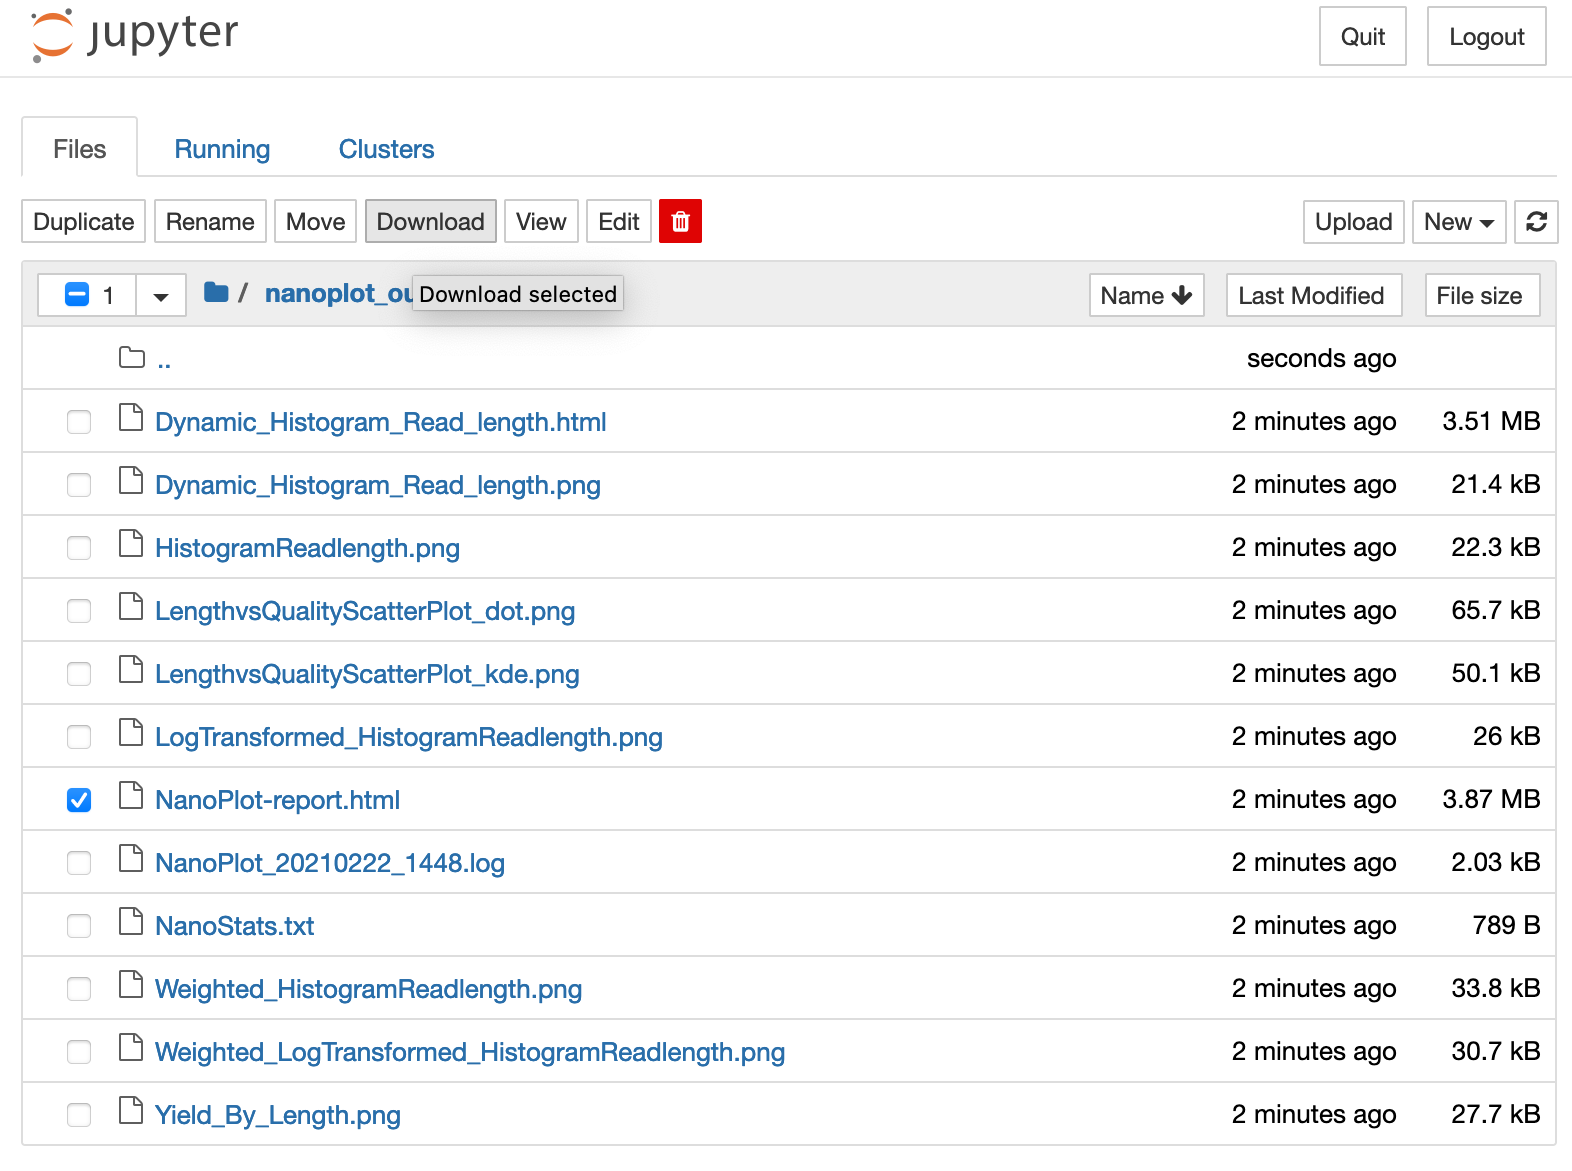 jupyter
Quit Logout
Files Running Clusters
Duplicate Rename Move Download View Edit Upload New
1 / nanoplot_ou Download selected Name Last Modified File size
.. seconds ago
Dynamic_Histogram_Read_length.html 2 minutes ago 3.51 MB
Dynamic_Histogram_Read_length.png 2 minutes ago 21.4 kB
HistogramReadlength.png 2 minutes ago 22.3 kB
LengthvsQualityScatterPlot_dot.png 2 minutes ago 65.7 kB
LengthvsQualityScatterPlot_kde.png 2 minutes ago 50.1 kB
LogTransformed_HistogramReadlength.png 2 minutes ago 26 kB
NanoPlot-report.html 2 minutes ago 3.87 MB
NanoPlot_20210222_1448.log 2 minutes ago 2.03 kB
NanoStats.txt 2 minutes ago 789 B
Weighted_HistogramReadlength.png 2 minutes ago 33.8 kB
Weighted_LogTransformed_HistogramReadlength.png 2 minutes ago 30.7 kB
Yield_By_Length.png 2 minutes ago 27.7 kB